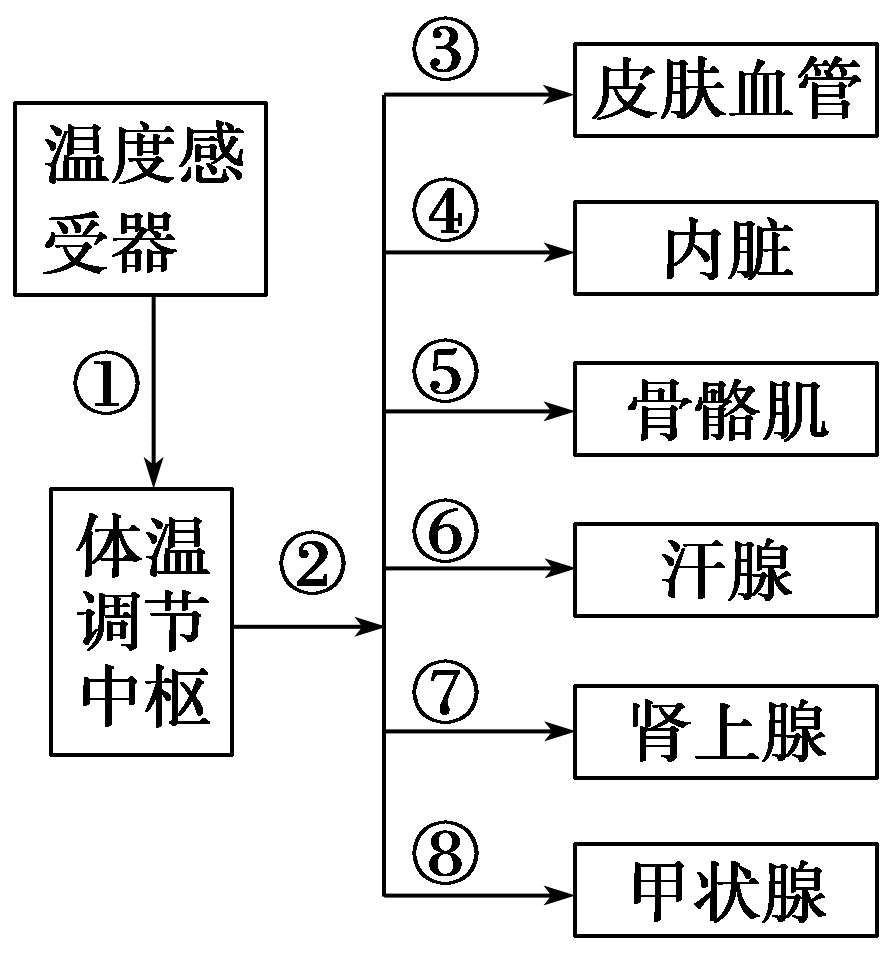 温度感
受器
①
体温
调节
中枢
②
③
皮肤血管
④
内脏
⑤
骨骼肌
⑥
汗腺
⑦
肾上腺
⑧
甲状腺